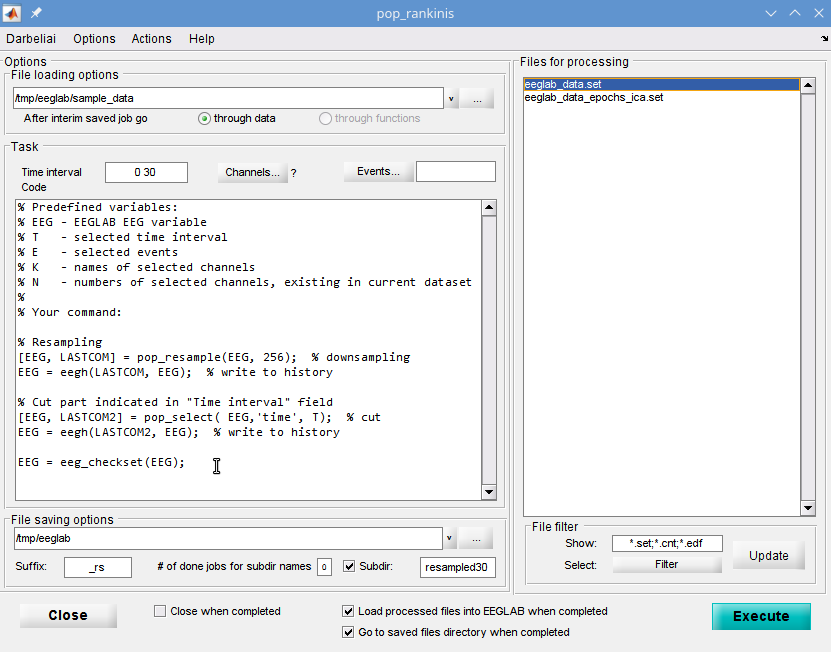 pop_rankinis
Darbeliai Options Actions Help
Options
File loading options
/tmp/eeglab/sample_data v ...
After interim saved job go through data through functions
Task
Time interval 0 30 Channels... ? Events...
Code
% Predefined variables:
% EEG - EEGLAB EEG variable
% T   - selected time interval
% E   - selected events
% K   - names of selected channels
% N   - numbers of selected channels, existing in current dataset
%
% Your command:
% Resampling
[EEG, LASTCOM] = pop_resample(EEG, 256);  % downsampling
EEG = eegh(LASTCOM, EEG);  % write to history
% Cut part indicated in "Time interval" field
[EEG, LASTCOM2] = pop_select( EEG,'time', T);  % cut
EEG = eegh(LASTCOM2, EEG);  % write to history
EEG = eeg_checkset(EEG);
File saving options
/tmp/eeglab v ...
Suffix: _rs # of done jobs for subdir names 0 Subdir: resampled30
Files for processing
eeglab_data.set
eeglab_data_epochs_ica.set
File filter
Show: *.set;*.cnt;*.edf
Select: Filter
Update
Close
Close when completed
Load processed files into EEGLAB when completed
Go to saved files directory when completed
Execute